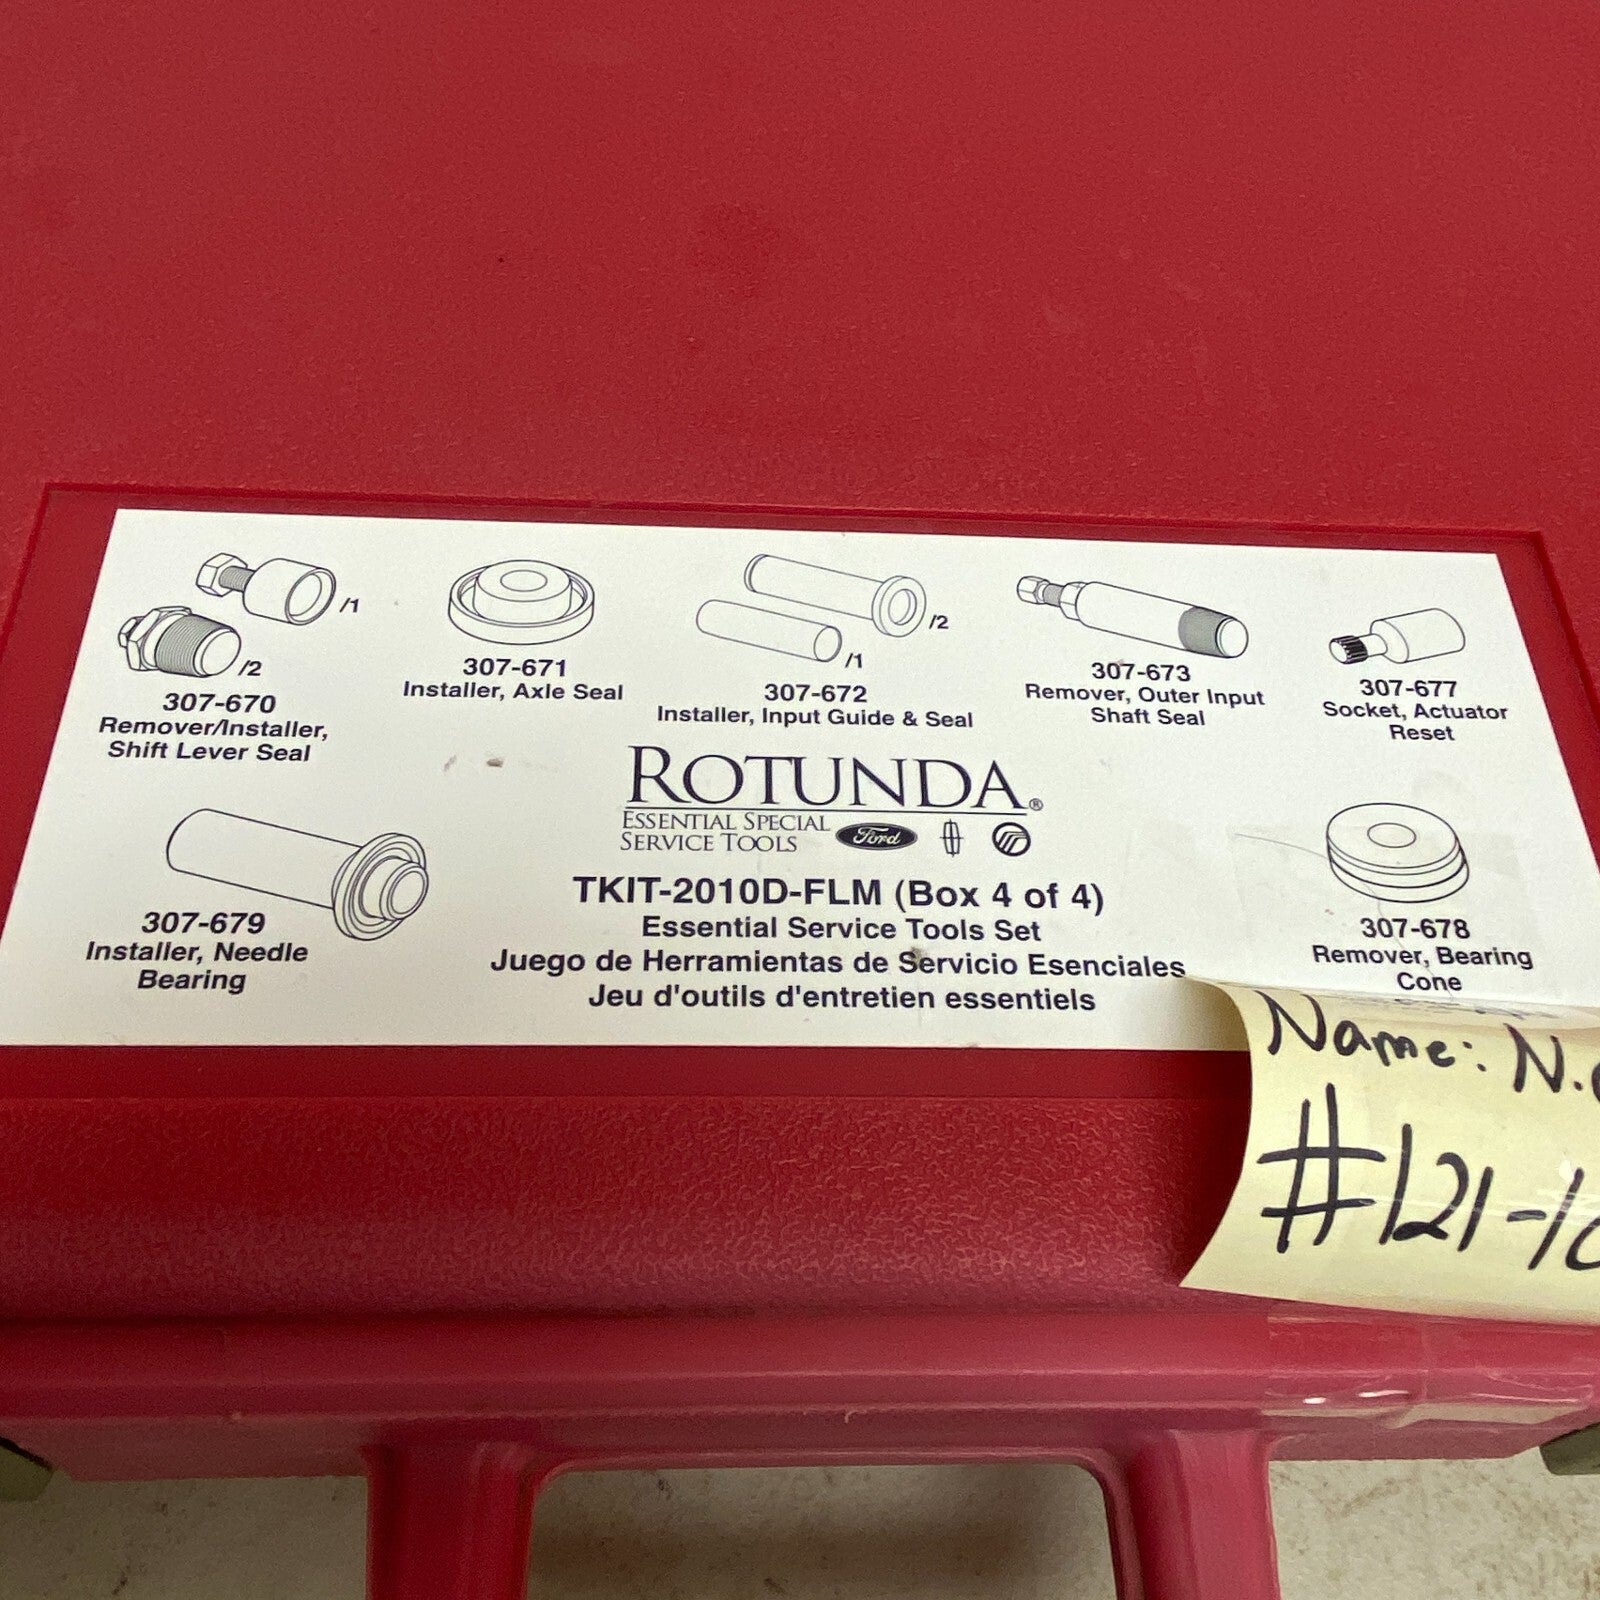 /1
/2
307-670
Remover/Installer,
Shift Lever Seal
307-671
Installer, Axle Seal
/2
/1
307-672
Installer, Input Guide & Seal
307-673
Remover, Outer Input
Shaft Seal
307-677
Socket, Actuator
Reset
ROTUNDA®
ESSENTIAL SPECIAL
SERVICE TOOLS
Ford
307-679
Installer, Needle
Bearing
TKIT-2010D-FLM (Box 4 of 4)
Essential Service Tools Set
Juego de Herramientas de Servicio Esenciales
Jeu d'outils d'entretien essentiels
307-678
Remover, Bearing
Cone
Name: N.
#121-1